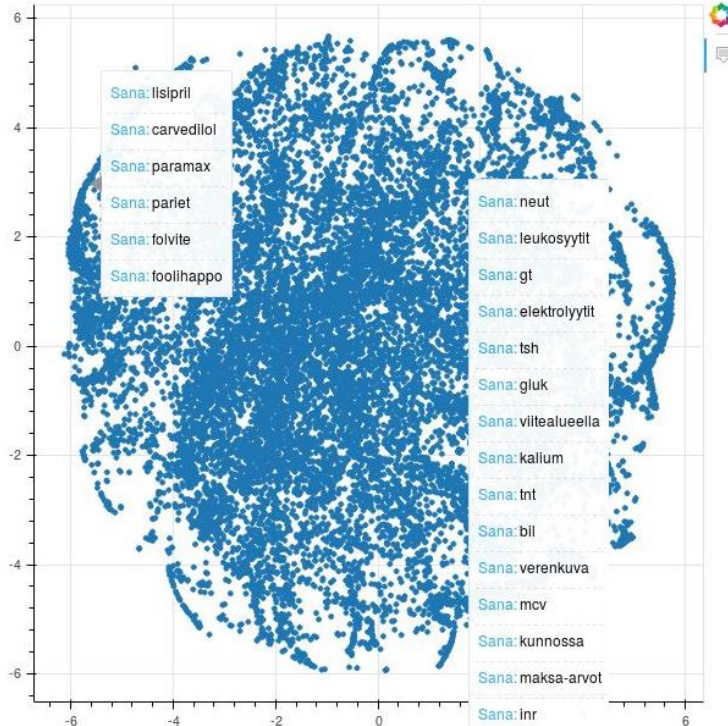 6
4
2
0
-2
-4
-6
-6
-4
-2
0
6
Sana: lisipril
Sana: carvedilol
Sana: paramax
Sana: pariet
Sana: folvite
Sana: foolihappo
Sana: neut
Sana: leukosyytit
Sana: gt
Sana: elektrolyytit
Sana: tsh
Sana: gluk
Sana: viitealueella
Sana: kalium
Sana: tnt
Sana: bil
Sana: verenkuva
Sana: mcv
Sana: kunnossa
Sana: maksa-arvot
Sana: inr